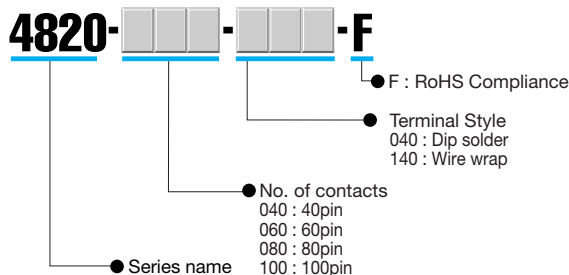 4820- - -F
F : RoHS Compliance
Terminal Style
040 : Dip solder
140 : Wire wrap
No. of contacts
040 : 40pin
060 : 60pin
080 : 80pin
100 : 100pin
Series name